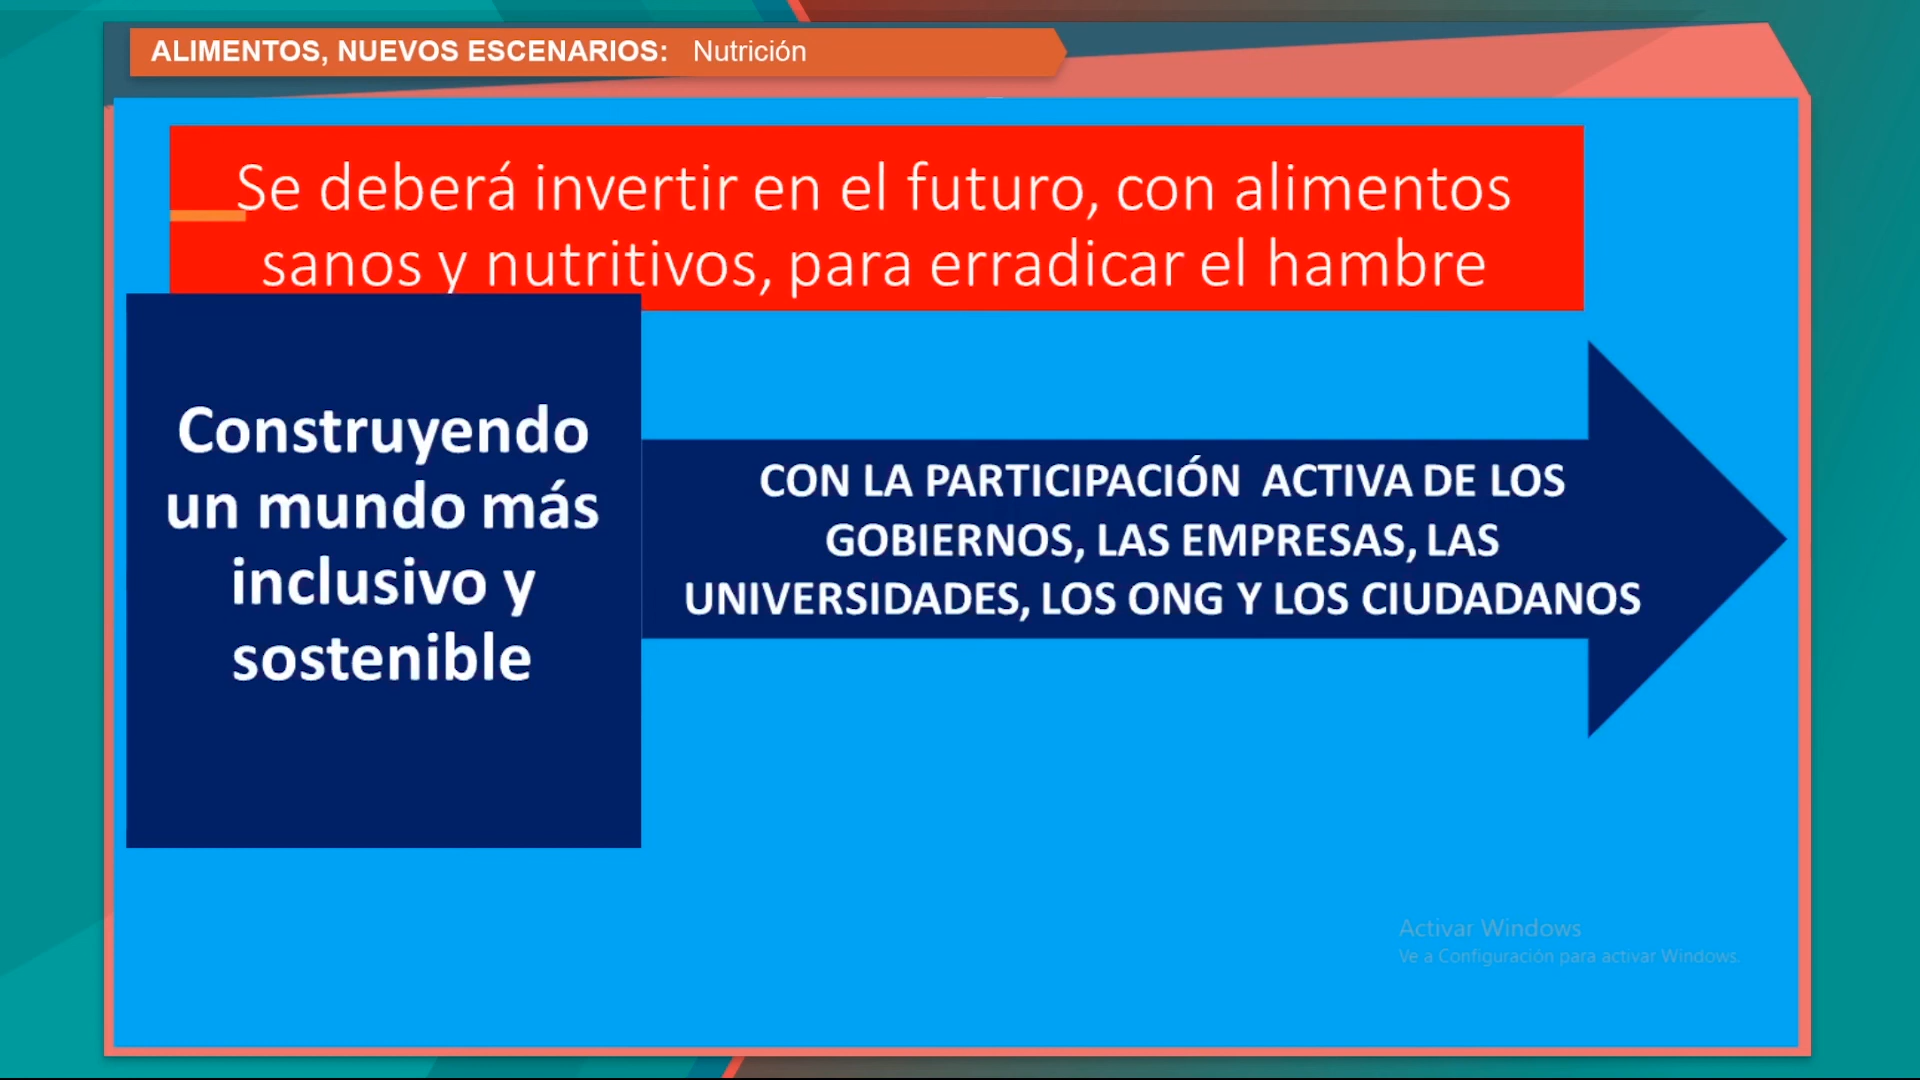 ALIMENTOS, NUEVOS ESCENARIOS: Nutrición
Se deberá invertir en el futuro, con alimentos
sanos y nutritivos, para erradicar el hambre
Construyendo
un mundo más
inclusivo y
sostenible
CON LA PARTICIPACIÓN ACTIVA DE LOS
GOBIERNOS, LAS EMPRESAS, LAS
UNIVERSIDADES, LOS ONG Y LOS CIUDADANOS
Activar Windows
Ve a Configuración para activar Windows.